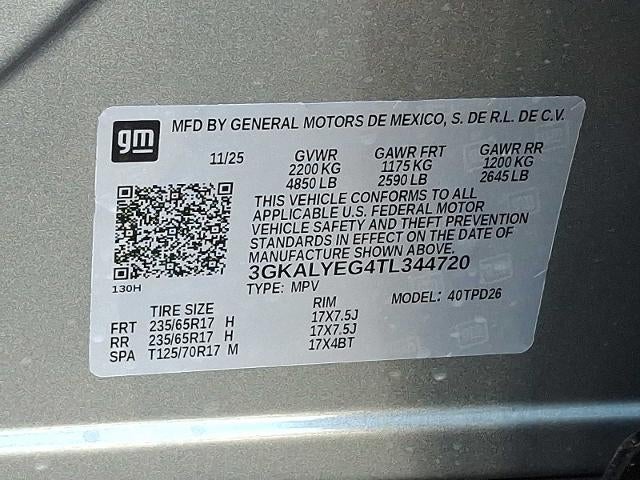 gm
MFD BY GENERAL MOTORS DE MEXICO, S. DE R.L. DE C.V.
11/25 GVWR GAWR FRT GAWR RR
2200 KG 1175 KG 1200 KG
4850 LB 2590 LB 2645 LB
THIS VEHICLE CONFORMS TO ALL
APPLICABLE U.S. FEDERAL MOTOR
VEHICLE SAFETY AND THEFT PREVENTION
STANDARDS IN EFFECT ON THE DATE OF
MANUFACTURE SHOWN ABOVE.
3GKALYEG4TL344720
130H
TYPE: MPV MODEL: 40TPD26
TIRE SIZE RIM
FRT 235/65R17 H 17X7.5J
RR 235/65R17 H 17X7.5J
SPA T125/70R17 M 17X4BT